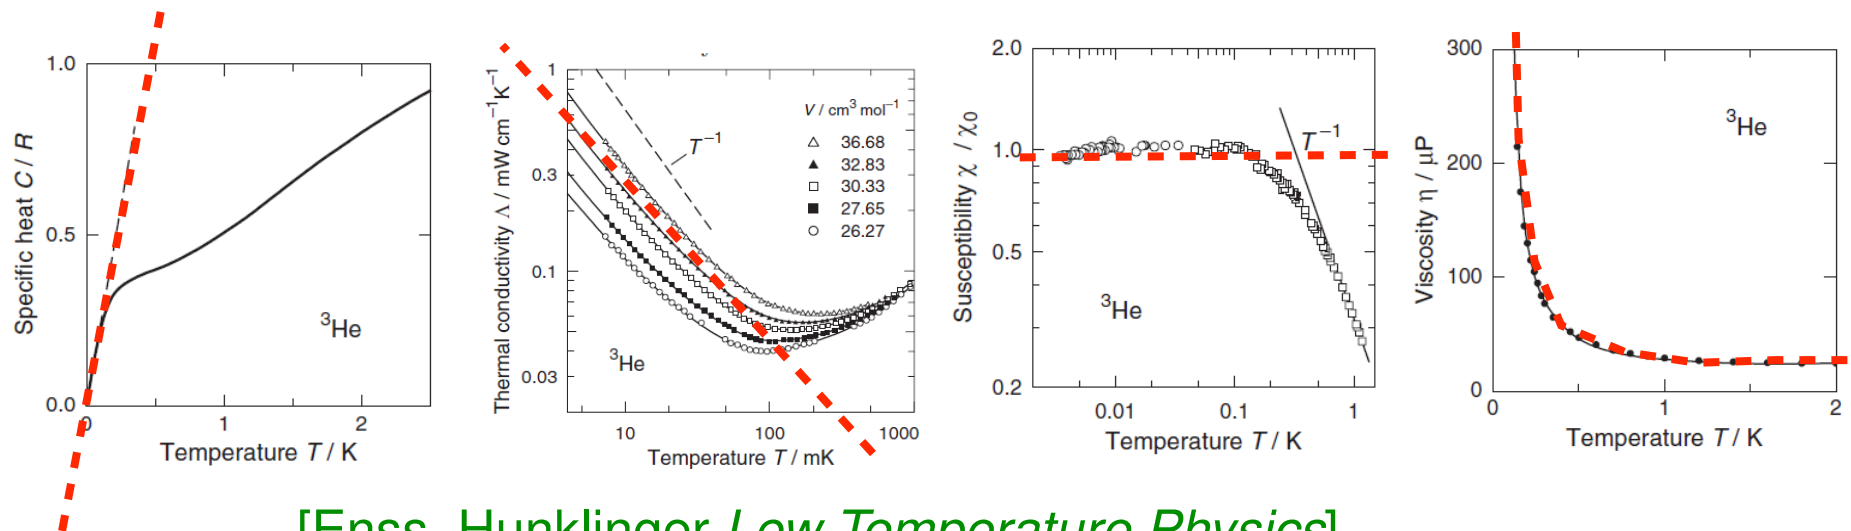 Specific heat C / R
1.0
0.5
0.0
0
1
2
Temperature T / K
³He
Thermal conductivity Λ / mW cm⁻¹K⁻¹
1
0.3
0.1
0.03
10
100
1000
Temperature T / mK
³He
T⁻¹
V / cm³ mol⁻¹
36.68
32.83
30.33
27.65
26.27
Susceptibility χ / χ₀
2.0
1.0
0.5
0.2
0.01
0.1
1
Temperature T / K
³He
T⁻¹
Viscosity η / μP
300
200
100
0
0
1
2
Temperature T / K
³He
[Enss, Hunklinger Low Temperature Physics]